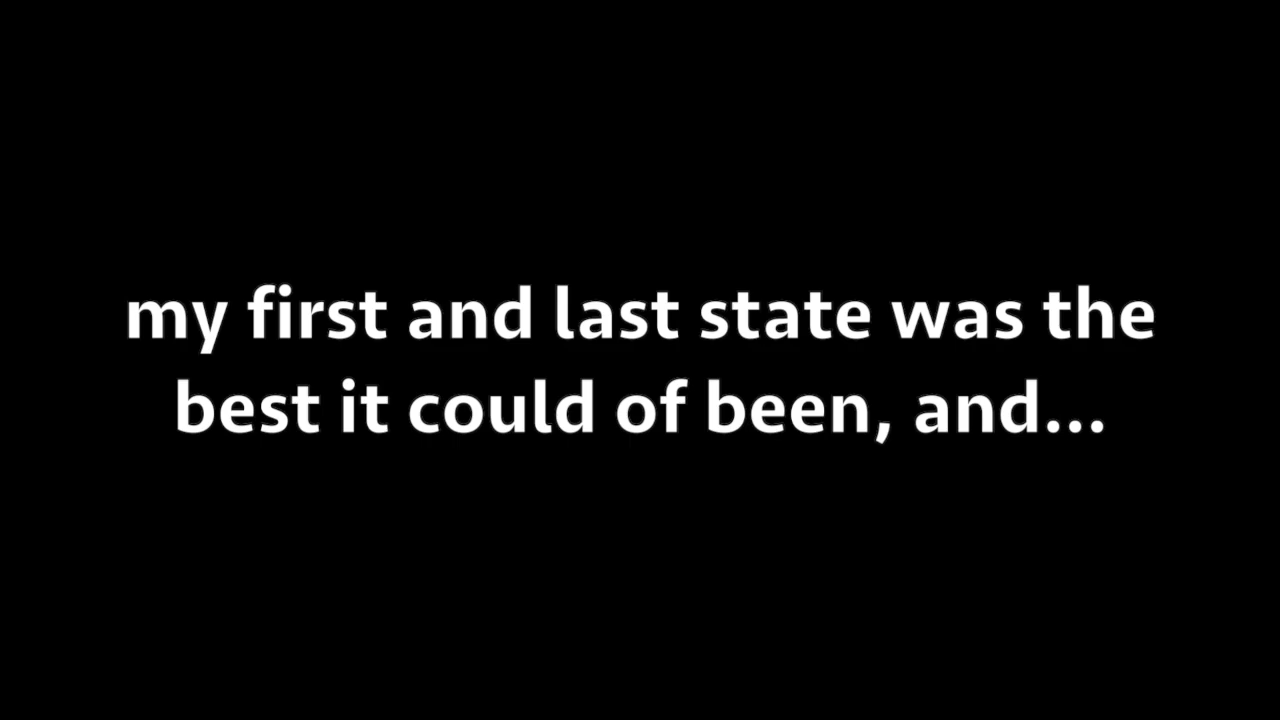 my first and last state was the
best it could of been, and...